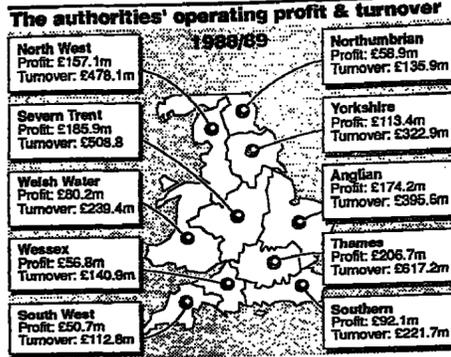 The authorities' operating profit & turnover
1988/89
North West
Profit: £157.1m
Turnover: £478.1m
Severn Trent
Profit: £185.9m
Turnover: £508.8
Welsh Water
Profit: £80.2m
Turnover: £239.4m
Wessex
Profit: £56.8m
Turnover: £140.9m
South West
Profit: £50.7m
Turnover: £112.8m
Northumbrian
Profit: £58.9m
Turnover: £135.9m
Yorkshire
Profit: £113.4m
Turnover: £322.9m
Anglian
Profit: £174.2m
Turnover: £395.6m
Thames
Profit: £206.7m
Turnover: £617.2m
Southern
Profit: £92.1m
Turnover: £221.7m